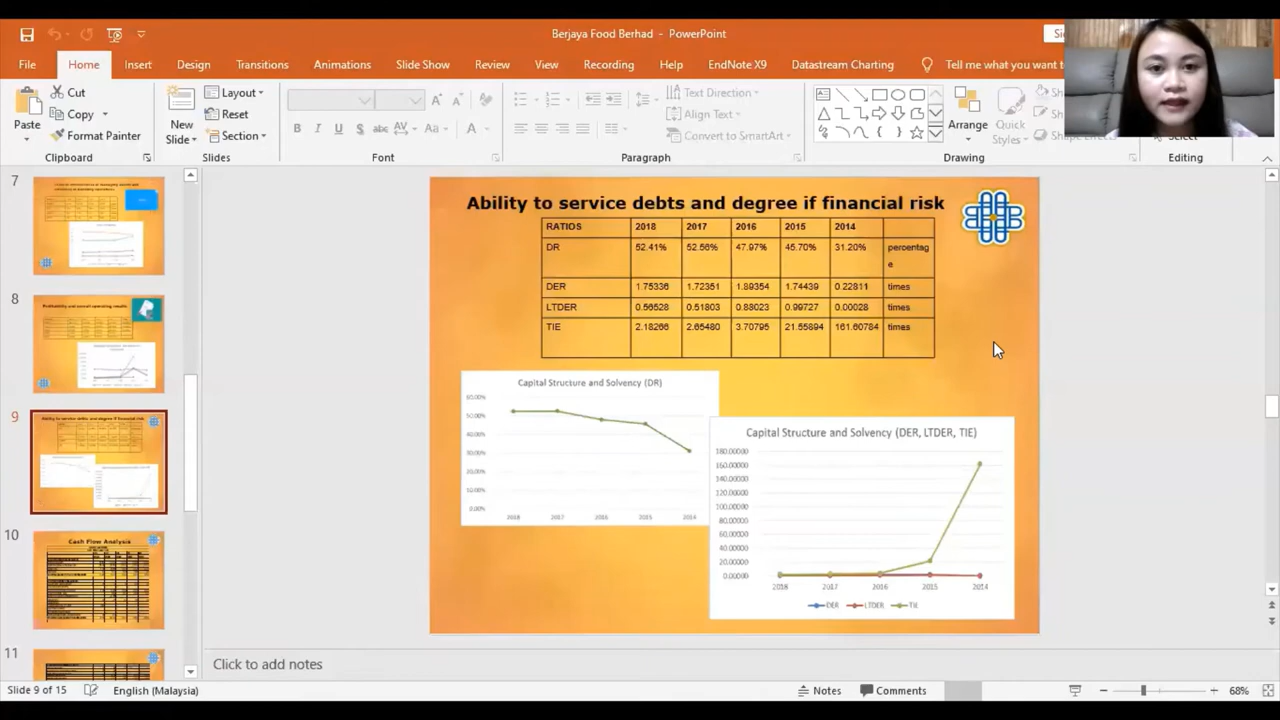 Berjaya Food Berhad - PowerPoint
File Home Insert Design Transitions Animations Slide Show Review View Recording Help EndNote X9 Datastream Charting Tell me what you want to
Paste
Cut
Copy
Format Painter
Clipboard
New
Slide
Layout
Reset
Section
Slides
Font
Text Direction
Align Text
Convert to SmartArt
Paragraph
Arrange
Quick
Styles
Drawing
Select
Editing
7
8
9
10
Cash Flow Analysis
11
Ability to service debts and degree if financial risk
RATIOS 2018 2017 2016 2015 2014
DR 52.41% 52.56% 47.97% 45.70% 31.20% percentag
e
DER 1.75336 1.72351 1.89354 1.74439 0.22811 times
LTDER 0.56528 0.51803 0.88023 0.99727 0.00028 times
TIE 2.18266 2.65480 3.70795 21.55894 161.60784 times
Capital Structure and Solvency (DR)
60.00%
50.00%
40.00%
30.00%
20.00%
10.00%
0.00%
2018 2017 2016 2015 2014
Capital Structure and Solvency (DER, LTDER, TIE)
180.00000
160.00000
140.00000
120.00000
100.00000
80.00000
60.00000
40.00000
20.00000
0.00000
2018 2017 2016 2015 2014
DER LTDER TIE
Click to add notes
Slide 9 of 15 English (Malaysia) Notes Comments 68%